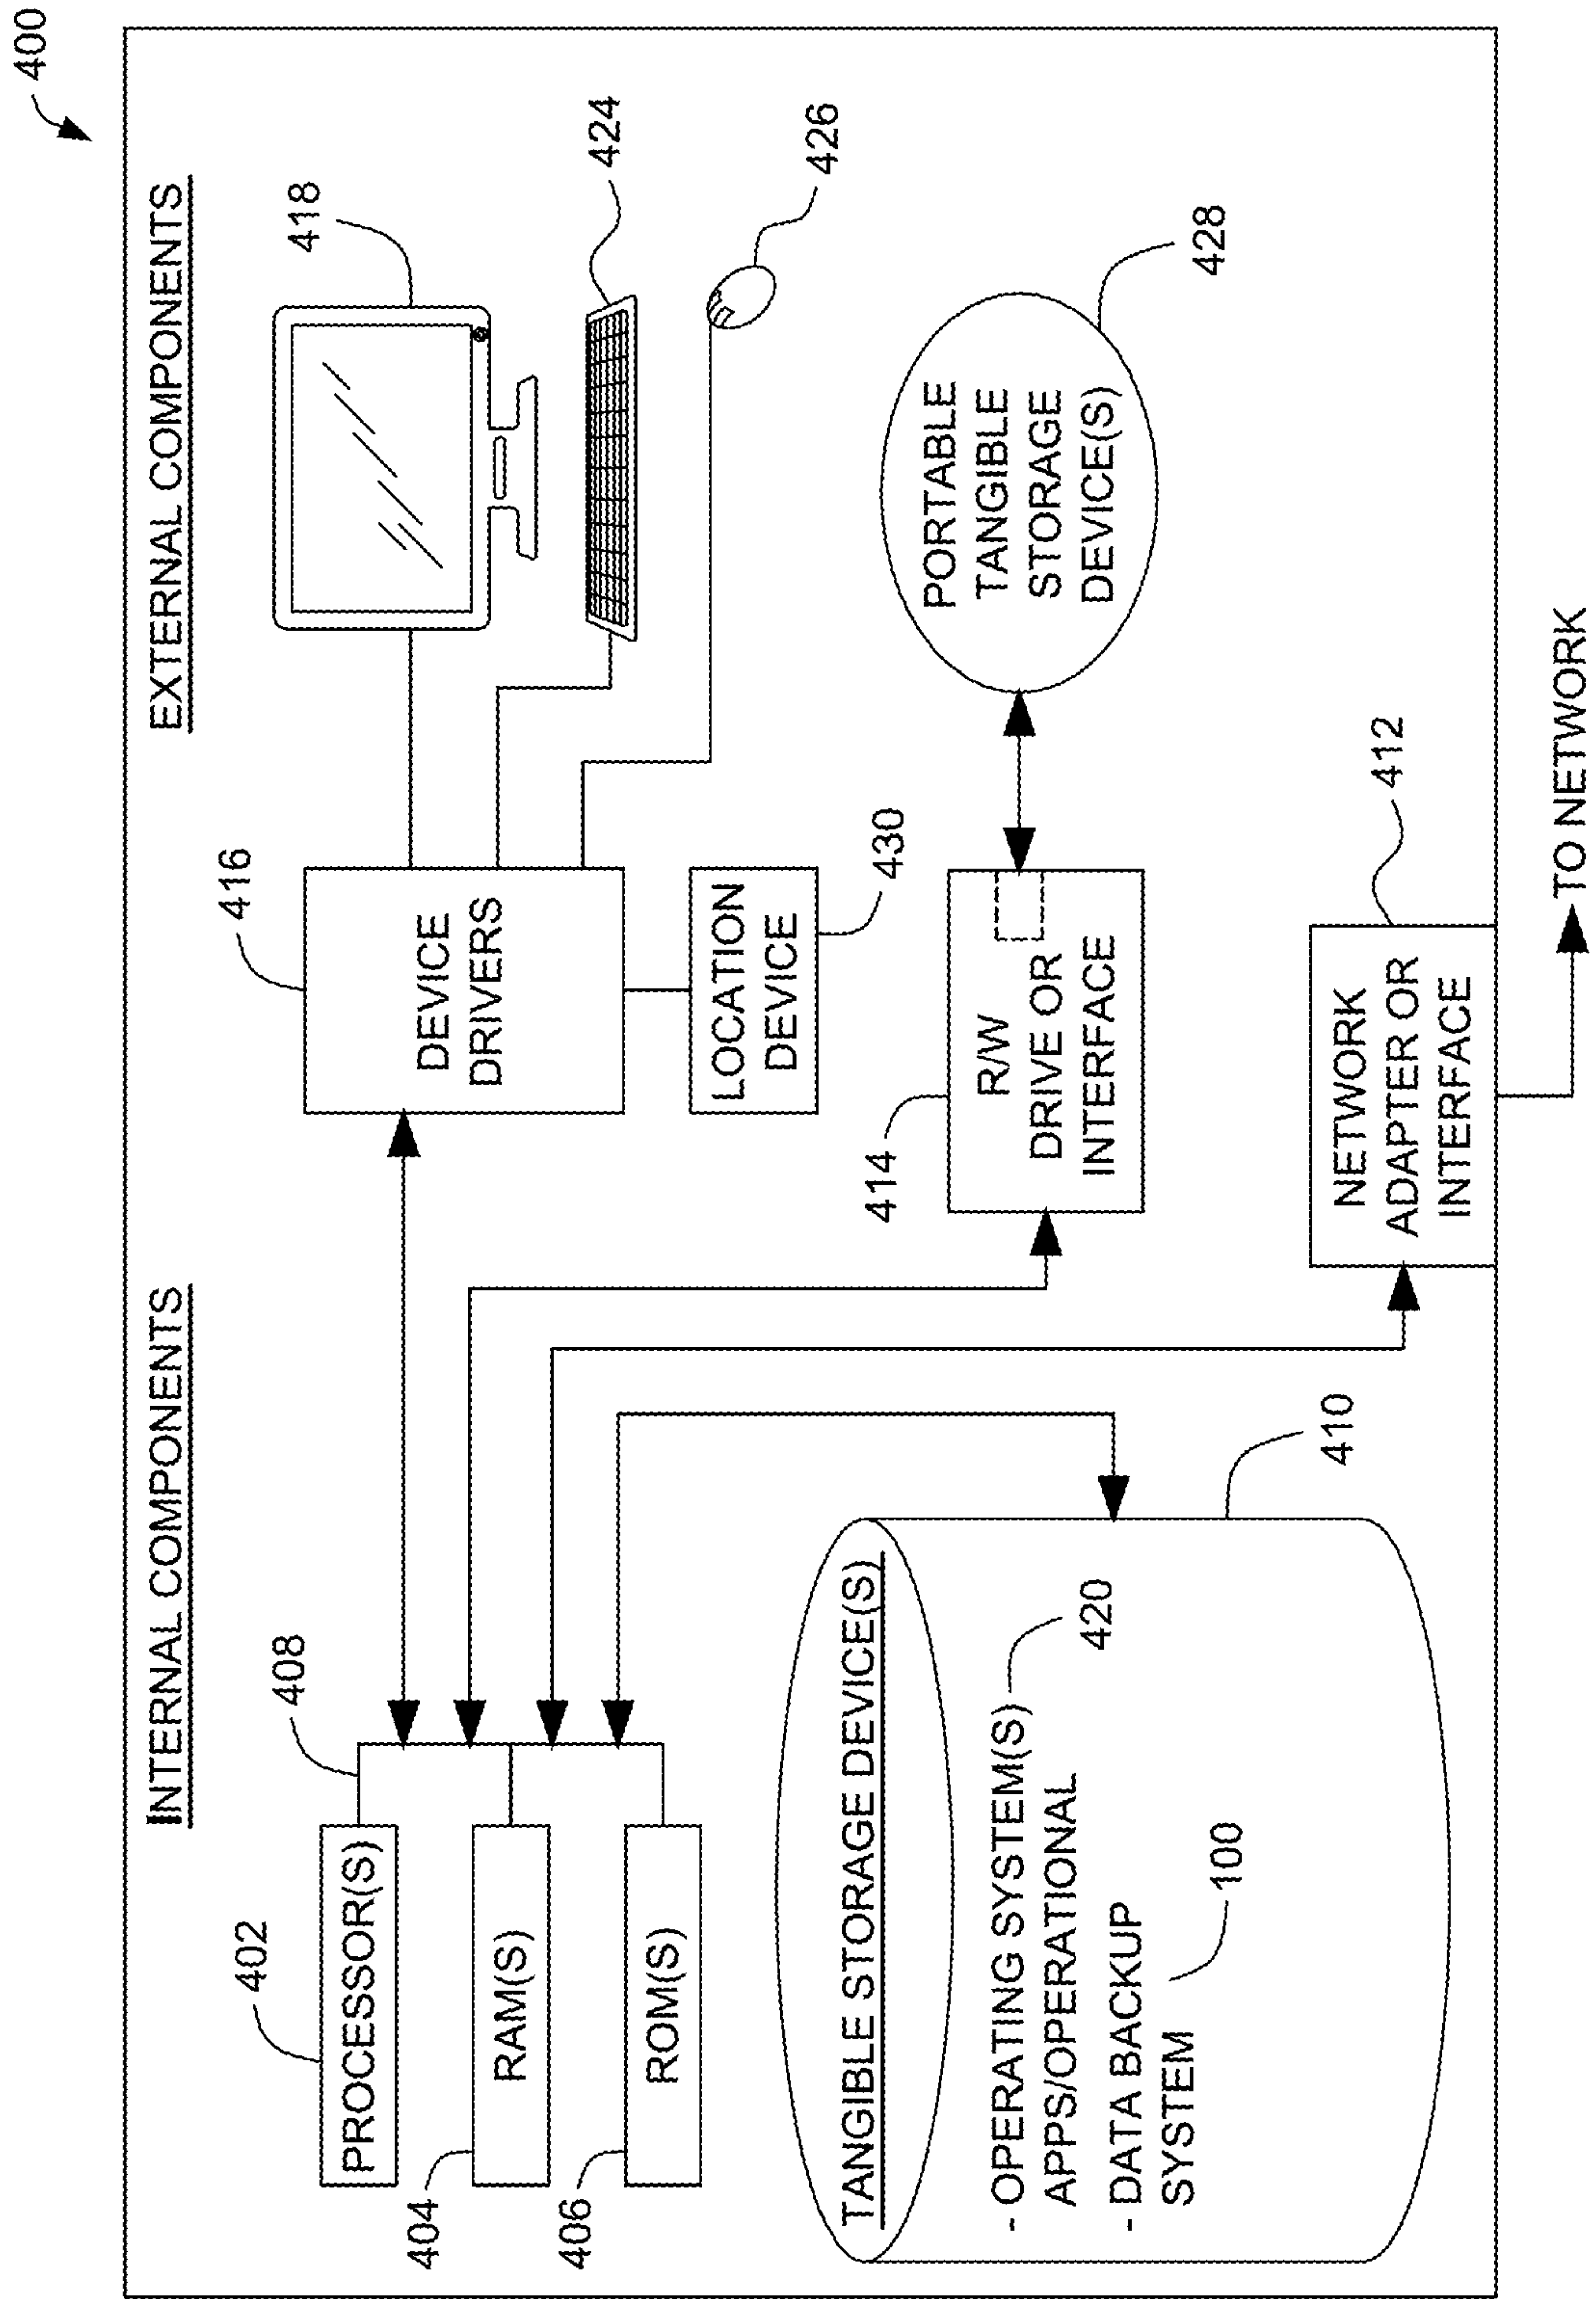 400
INTERNAL COMPONENTS
EXTERNAL COMPONENTS
402
PROCESSOR(S)
408
404
RAM(S)
406
ROM(S)
416
DEVICE
DRIVERS
418
424
426
LOCATION
DEVICE
430
414
R/W
DRIVE OR
INTERFACE
PORTABLE
TANGIBLE
STORAGE
DEVICE(S)
428
TANGIBLE STORAGE DEVICE(S)
- OPERATING SYSTEM(S)
APPS/OPERATIONAL
420
- DATA BACKUP
SYSTEM
100
410
NETWORK
ADAPTER OR
INTERFACE
412
TO NETWORK